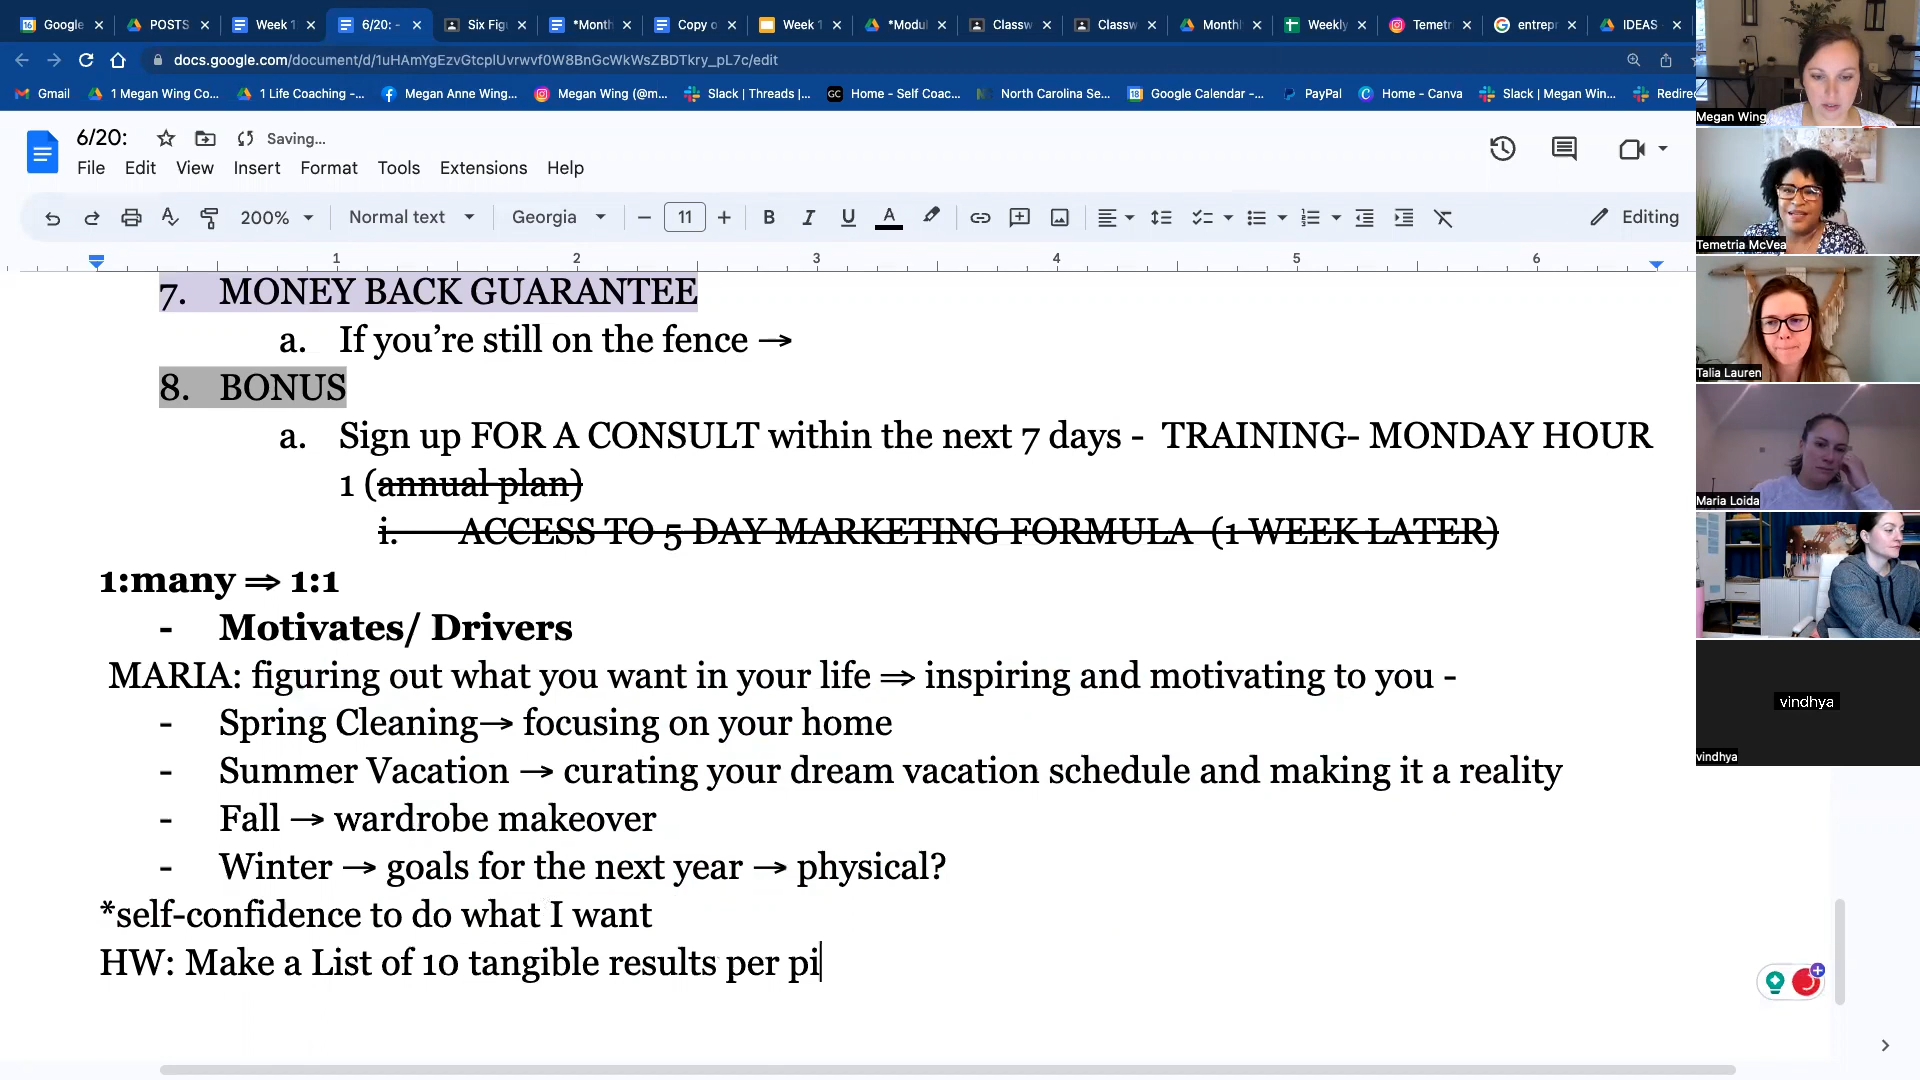 Google
POSTS
Week 1
6/20: -
Six Fig
*Month
Copy o
Week 1
*Modul
Classw
Classw
Monthl
Weekly
Temetr
entrepr
IDEAS
docs.google.com/document/d/1uHAmYgEzvGtcplUvrwvf0W8BnGcWkWsZBDTkry_pL7c/edit
Gmail
1 Megan Wing Co...
1 Life Coaching -...
Megan Anne Wing...
Megan Wing (@m...
Slack | Threads |...
Home - Self Coac...
North Carolina Se...
Google Calendar -...
PayPal
Home - Canva
Slack | Megan Win...
Redirec
6/20:
Saving...
File Edit View Insert Format Tools Extensions Help
200% Normal text Georgia 11 Editing
1 2 3 4 5 6
7. MONEY BACK GUARANTEE
a. If you’re still on the fence →
8. BONUS
a. Sign up FOR A CONSULT within the next 7 days - TRAINING- MONDAY HOUR
1 (annual plan)
i. ACCESS TO 5 DAY MARKETING FORMULA (1 WEEK LATER)
1:many ⇒ 1:1
- Motivates/ Drivers
MARIA: figuring out what you want in your life ⇒ inspiring and motivating to you -
- Spring Cleaning→ focusing on your home
- Summer Vacation → curating your dream vacation schedule and making it a reality
- Fall → wardrobe makeover
- Winter → goals for the next year → physical?
*self-confidence to do what I want
HW: Make a List of 10 tangible results per pi
Megan Wing
Temetria McVea
Talia Lauren
Maria Loida
vindhya
vindhya